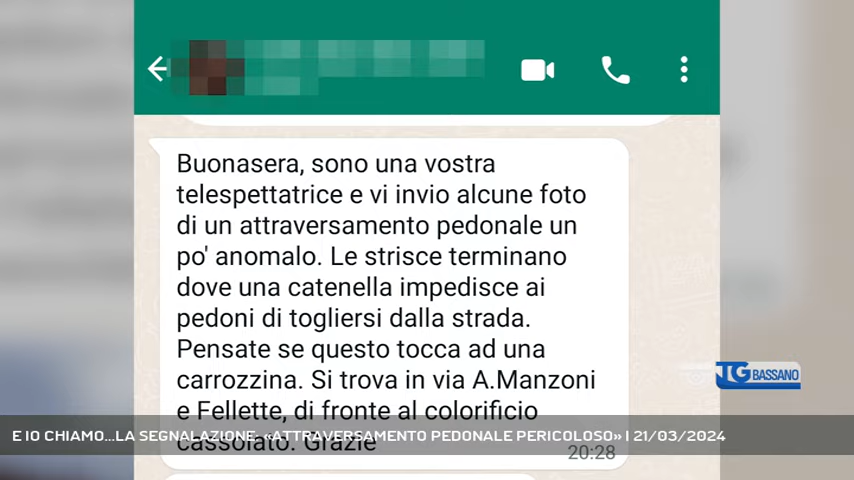 Buonasera, sono una vostra
telespettatrice e vi invio alcune foto
di un attraversamento pedonale un
po' anomalo. Le strisce terminano
dove una catenella impedisce ai
pedoni di togliersi dalla strada.
Pensate se questo tocca ad una
carrozzina. Si trova in via A.Manzoni
e Fellette, di fronte al colorificio
cassolato. Grazie
20:28
TG BASSANO
E IO CHIAMO...LA SEGNALAZIONE, «ATTRAVERSAMENTO PEDONALE PERICOLOSO» | 21/03/2024